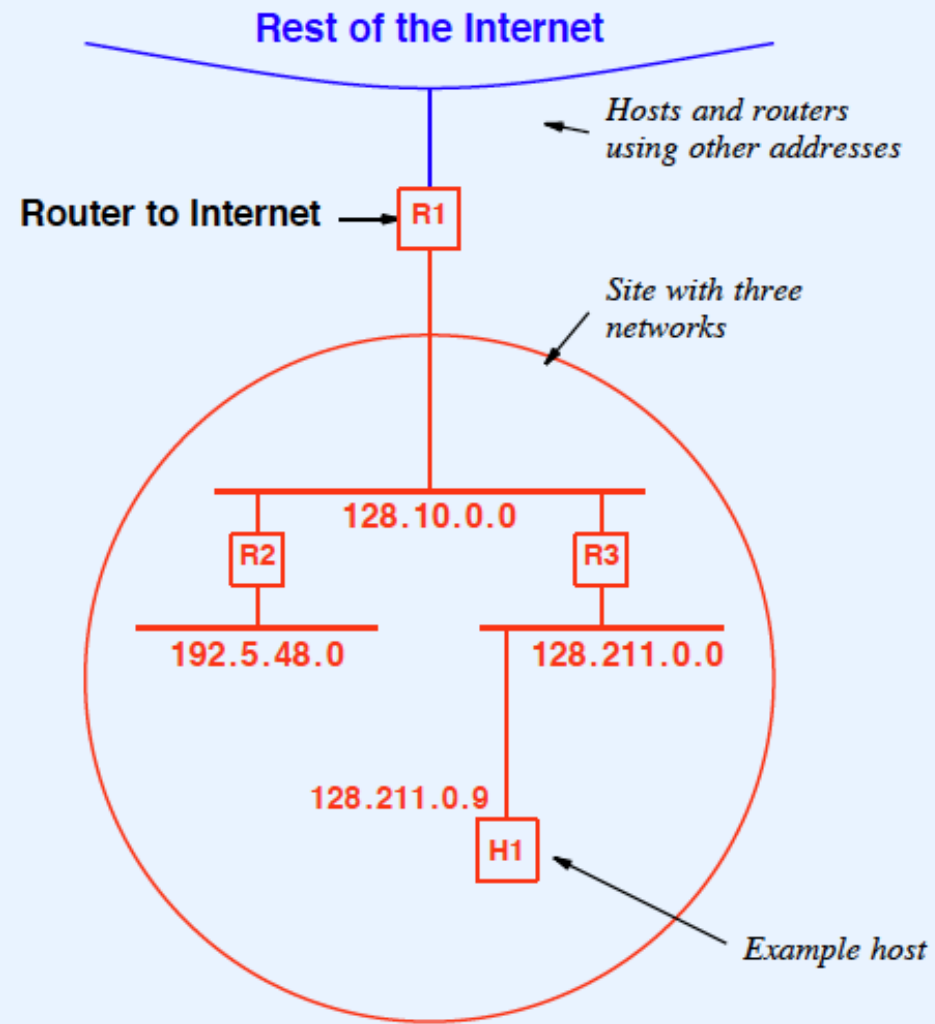 Rest of the Internet
Hosts and routers
using other addresses
Router to Internet
R1
Site with three
networks
128.10.0.0
R2
R3
192.5.48.0
128.211.0.0
128.211.0.9
H1
Example host